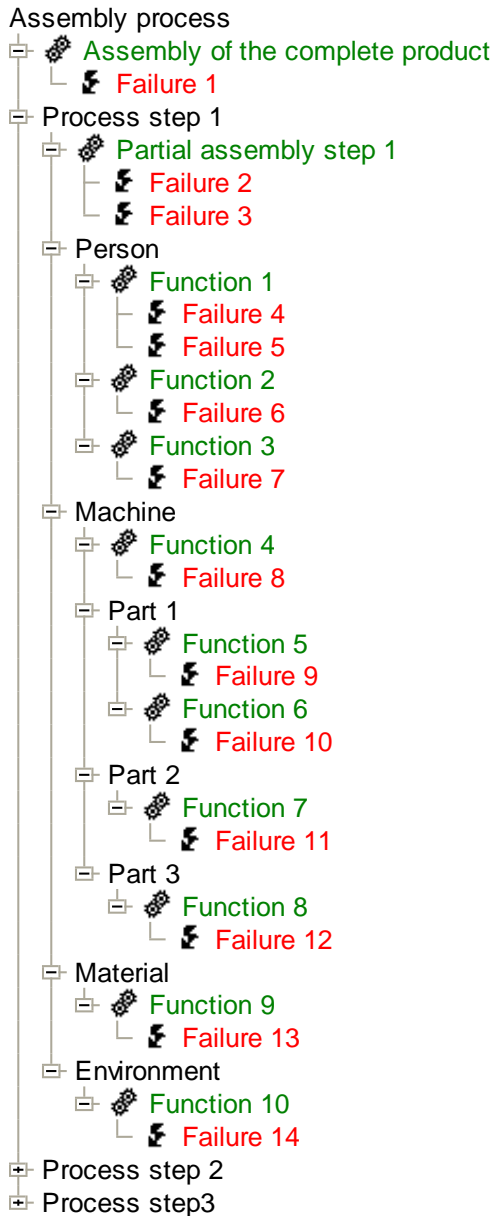 Assembly process
Assembly of the complete product
Failure 1
Process step 1
Partial assembly step 1
Failure 2
Failure 3
Person
Function 1
Failure 4
Failure 5
Function 2
Failure 6
Function 3
Failure 7
Machine
Function 4
Failure 8
Part 1
Function 5
Failure 9
Function 6
Failure 10
Part 2
Function 7
Failure 11
Part 3
Function 8
Failure 12
Material
Function 9
Failure 13
Environment
Function 10
Failure 14
Process step 2
Process step3